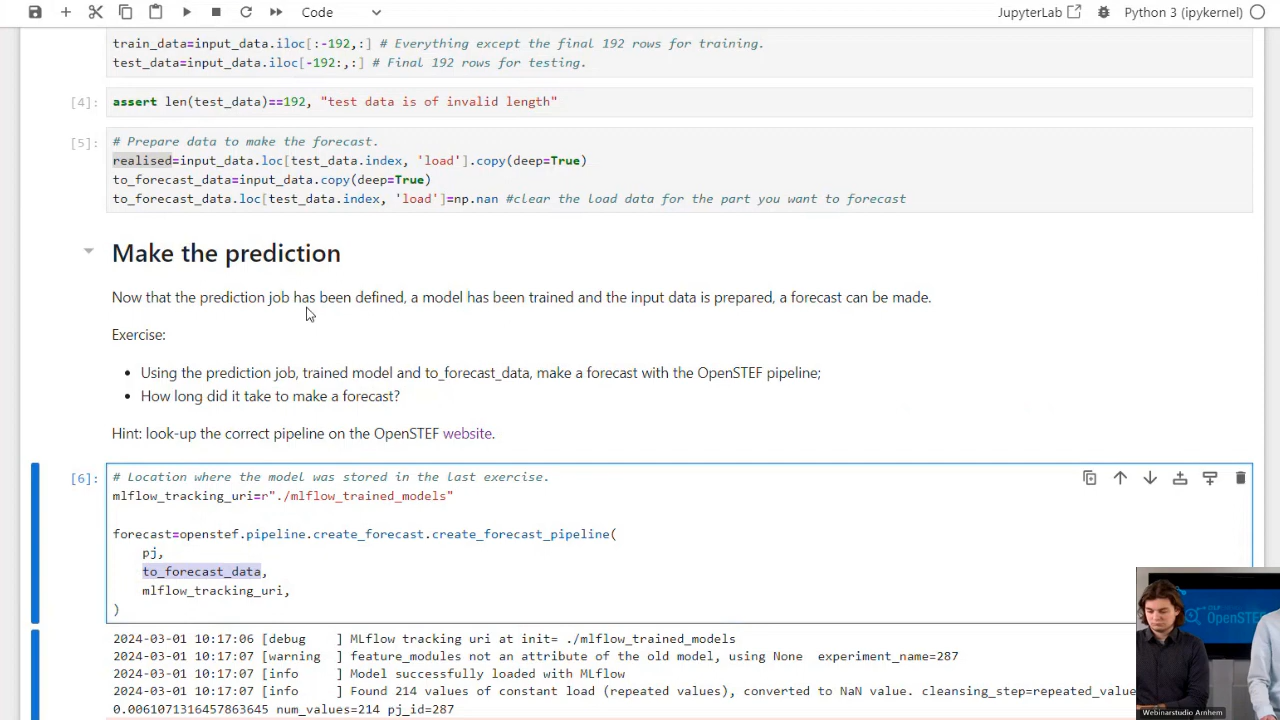 Code
JupyterLab
Python 3 (ipykernel)
train_data=input_data.iloc[:-192,:] # Everything except the final 192 rows for training.
test_data=input_data.iloc[-192:,:] # Final 192 rows for testing.
[4]: assert len(test_data)==192, "test data is of invalid length"
[5]: # Prepare data to make the forecast.
realised=input_data.loc[test_data.index, 'load'].copy(deep=True)
to_forecast_data=input_data.copy(deep=True)
to_forecast_data.loc[test_data.index, 'load']=np.nan #clear the load data for the part you want to forecast
Make the prediction
Now that the prediction job has been defined, a model has been trained and the input data is prepared, a forecast can be made.
Exercise:
• Using the prediction job, trained model and to_forecast_data, make a forecast with the OpenSTEF pipeline;
• How long did it take to make a forecast?
Hint: look-up the correct pipeline on the OpenSTEF website.
[6]: # Location where the model was stored in the last exercise.
mlflow_tracking_uri=r"./mlflow_trained_models"
forecast=openstef.pipeline.create_forecast.create_forecast_pipeline(
pj,
to_forecast_data,
mlflow_tracking_uri,
)
2024-03-01 10:17:06 [debug ] MLflow tracking uri at init= ./mlflow_trained_models
2024-03-01 10:17:07 [warning ] feature_modules not an attribute of the old model, using None experiment_name=287
2024-03-01 10:17:07 [info ] Model successfully loaded with MLflow
2024-03-01 10:17:07 [info ] Found 214 values of constant load (repeated values), converted to NaN value. cleansing_step=repeated_value
0.0061071316457863645 num_values=214 pj_id=287
OpenSTEF
Webinarstudio Arnhem